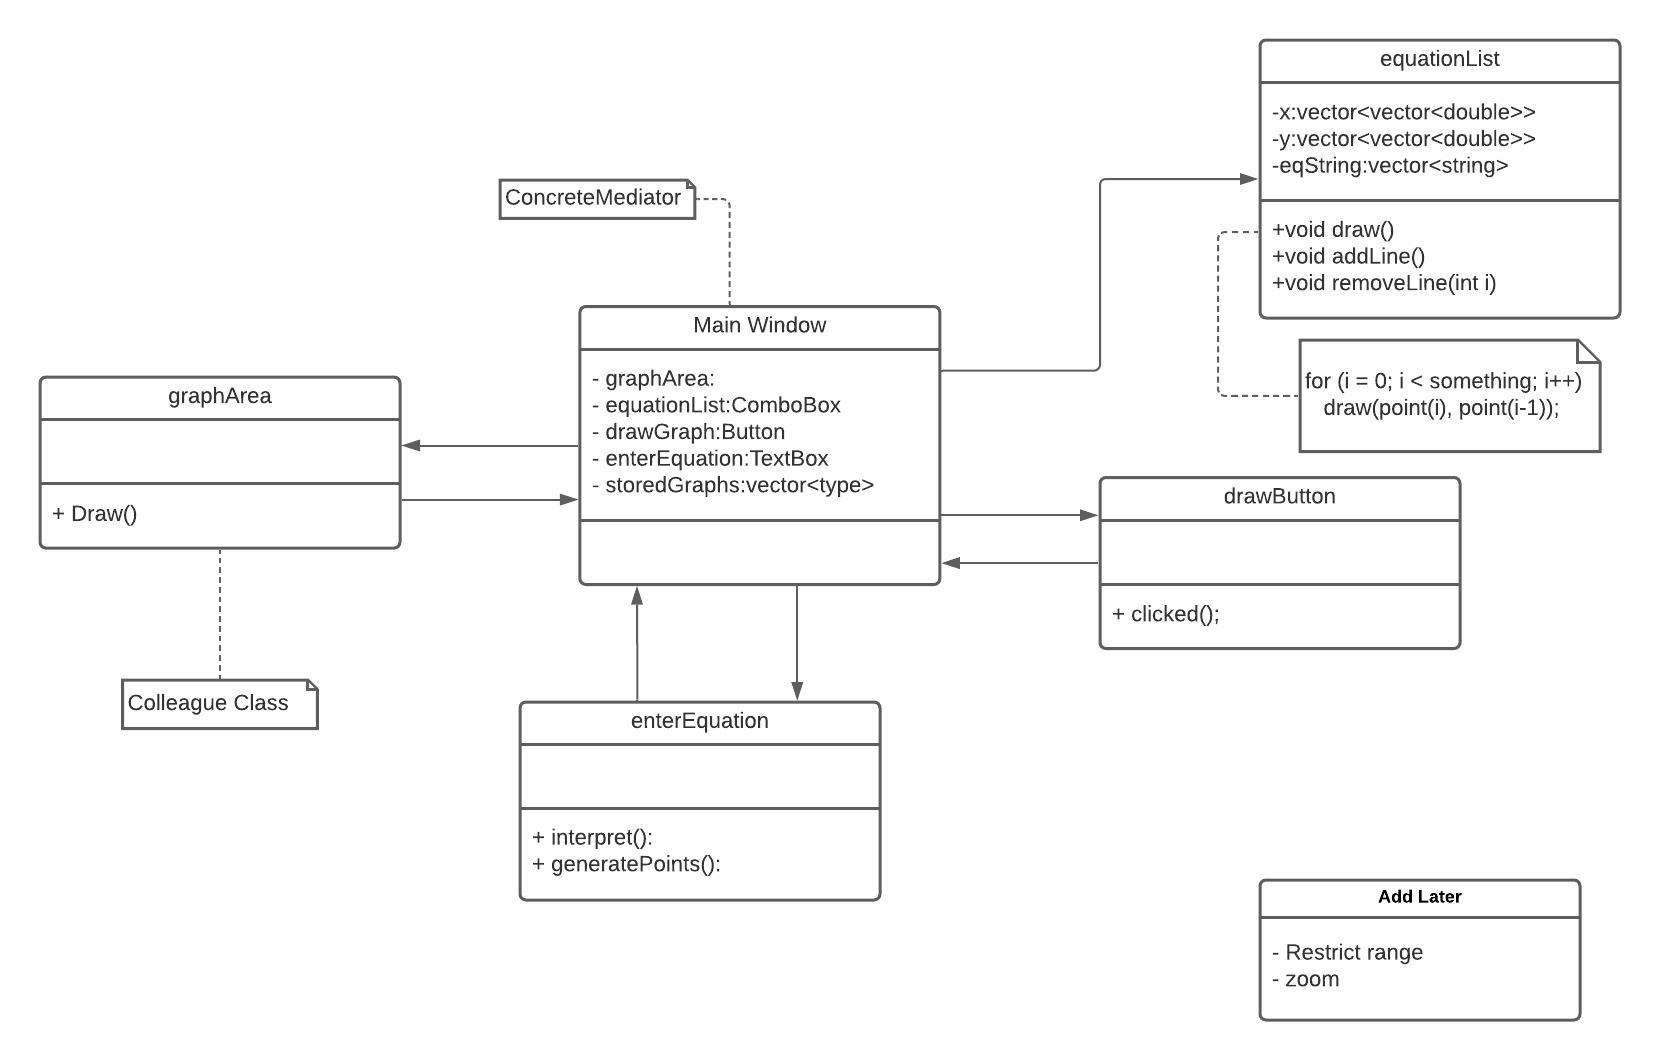 equationList
-x:vector<vector<double>>
-y:vector<vector<double>>
-eqString:vector<string>
+void draw()
+void addLine()
+void removeLine(int i)
ConcreteMediator
Main Window
- graphArea:
- equationList:ComboBox
- drawGraph:Button
- enterEquation:TextBox
- storedGraphs:vector<type>
for (i = 0; i < something; i++)
draw(point(i), point(i-1));
graphArea
+ Draw()
drawButton
+ clicked();
Colleague Class
enterEquation
+ interpret():
+ generatePoints():
Add Later
- Restrict range
- zoom